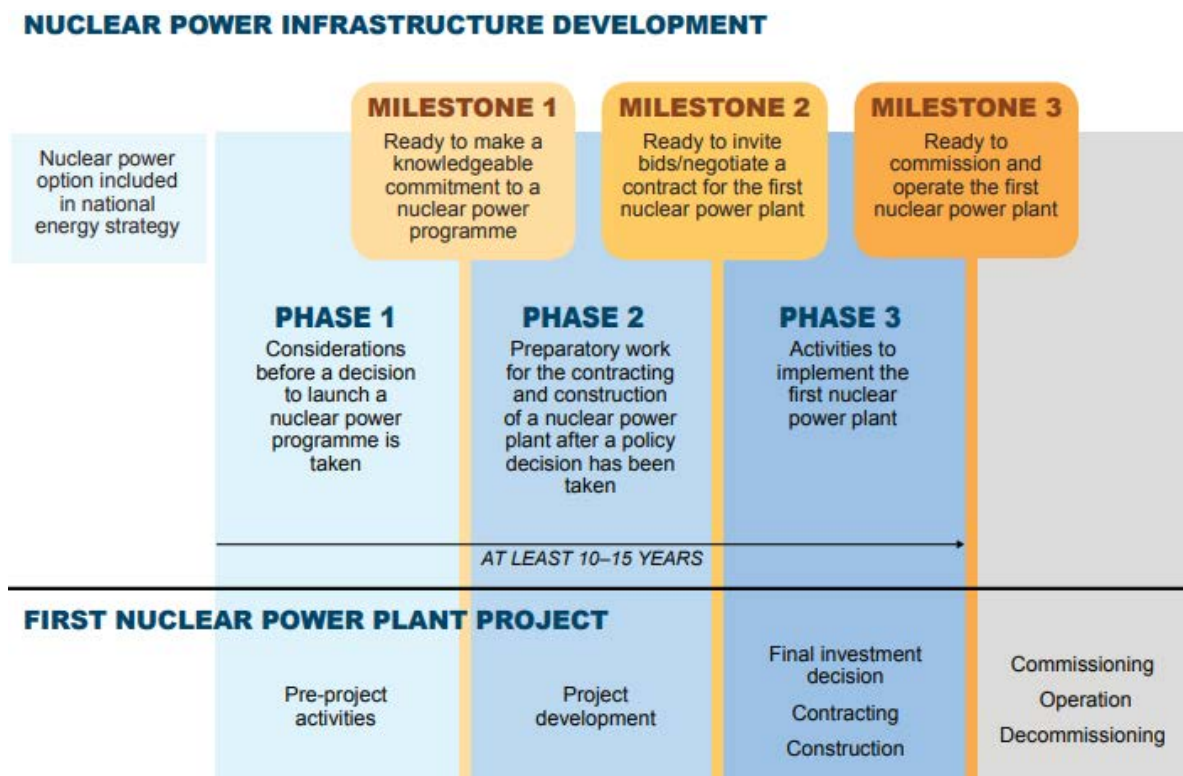 NUCLEAR POWER INFRASTRUCTURE DEVELOPMENT
Nuclear power
option included
in national
energy strategy
MILESTONE 1
Ready to make a
knowledgeable
commitment to a
nuclear power
programme
MILESTONE 2
Ready to invite
bids/negotiate a
contract for the first
nuclear power plant
MILESTONE 3
Ready to
commission and
operate the first
nuclear power plant
PHASE 1
Considerations
before a decision
to launch a
nuclear power
programme is
taken
PHASE 2
Preparatory work
for the contracting
and construction
of a nuclear power
plant after a policy
decision has been
taken
PHASE 3
Activities to
implement the
first nuclear
power plant
AT LEAST 10–15 YEARS
FIRST NUCLEAR POWER PLANT PROJECT
Pre-project
activities
Project
development
Final investment
decision
Contracting
Construction
Commissioning
Operation
Decommissioning